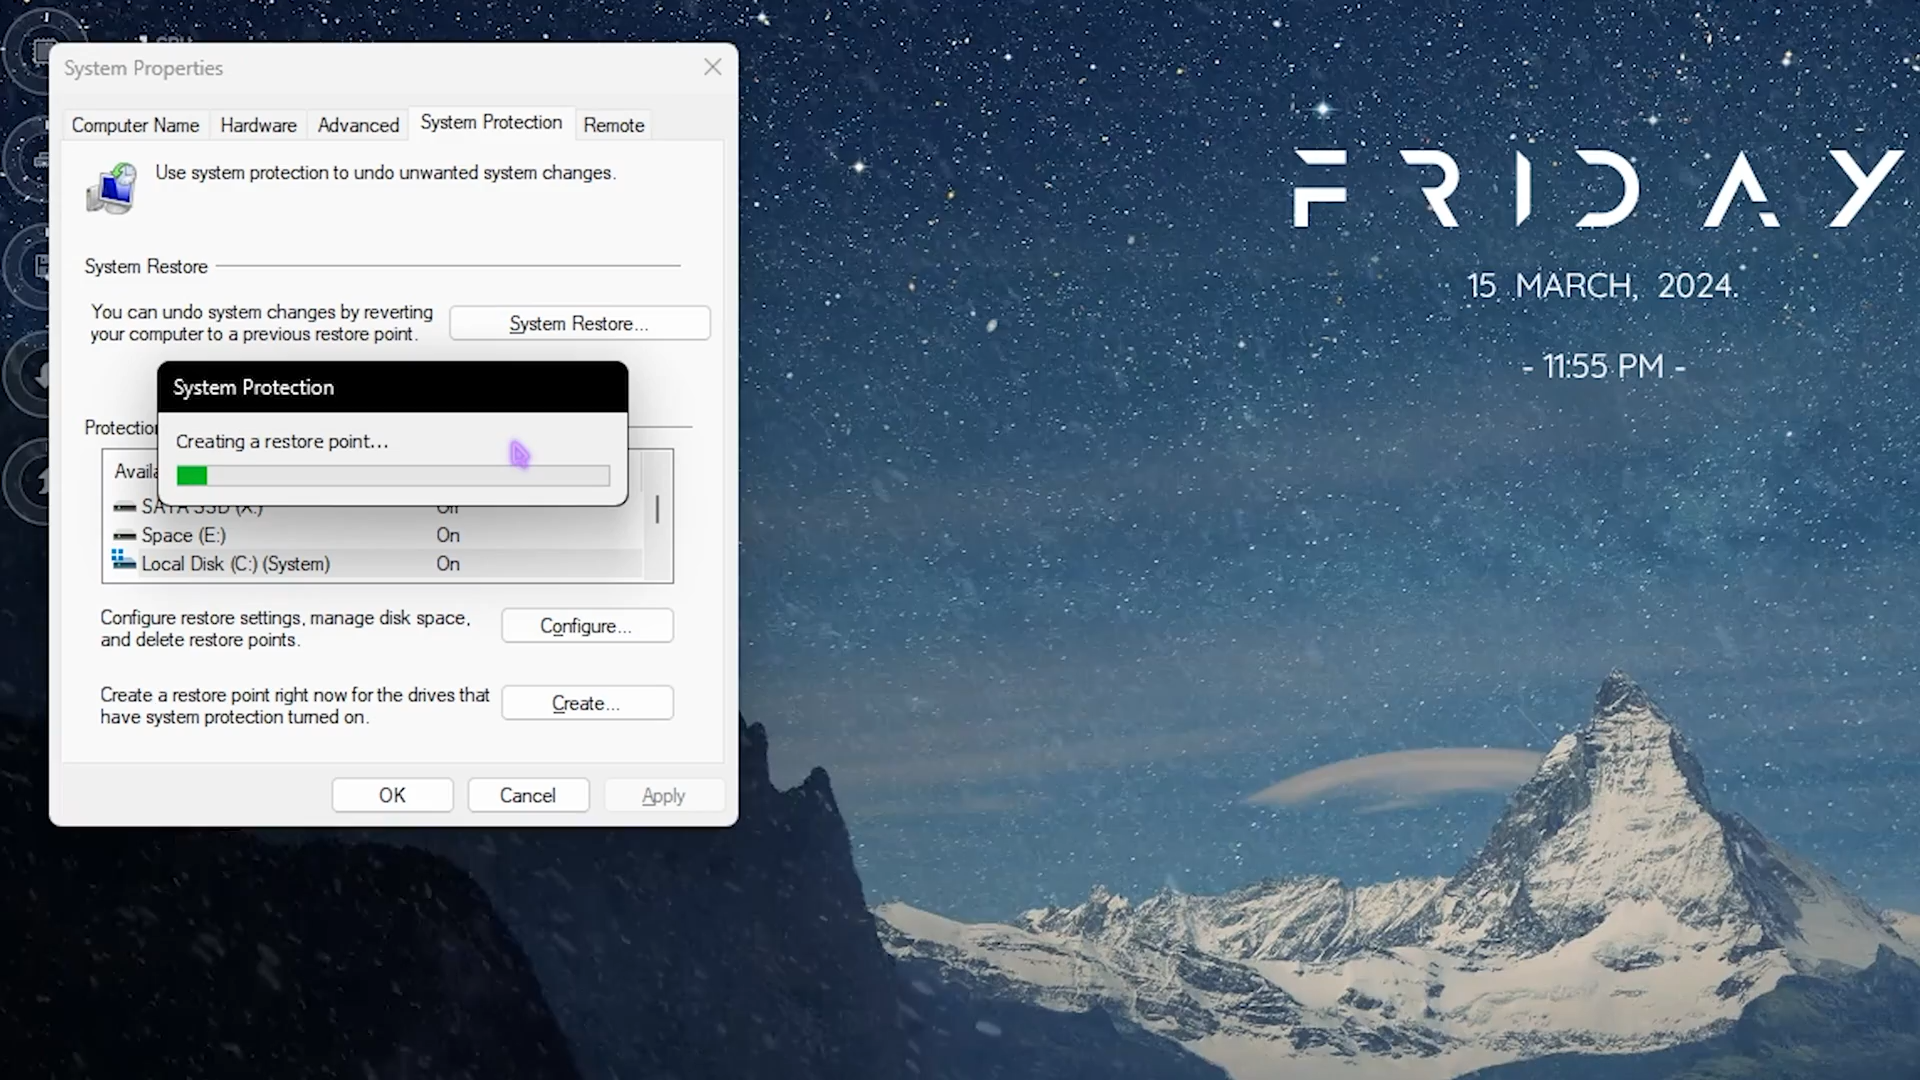 System Properties
Computer Name
Hardware
Advanced
System Protection
Remote
Use system protection to undo unwanted system changes.
System Restore
You can undo system changes by reverting
your computer to a previous restore point.
System Restore...
System Protection
Creating a restore point...
Space (E:) On
Local Disk (C:) (System) On
Configure restore settings, manage disk space,
and delete restore points.
Configure...
Create a restore point right now for the drives that
have system protection turned on.
Create...
OK
Cancel
Apply
FRIDAY
15 MARCH, 2024.
- 11:55 PM -